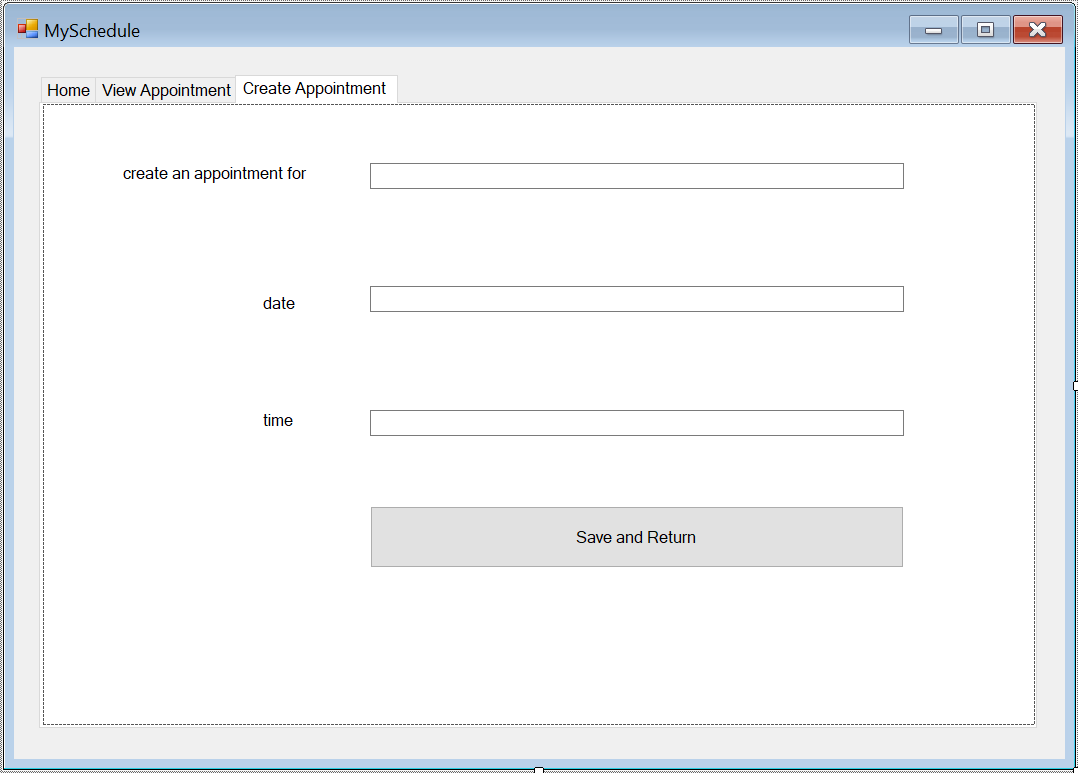 MySchedule
Home View Appointment Create Appointment
create an appointment for
date
time
Save and Return